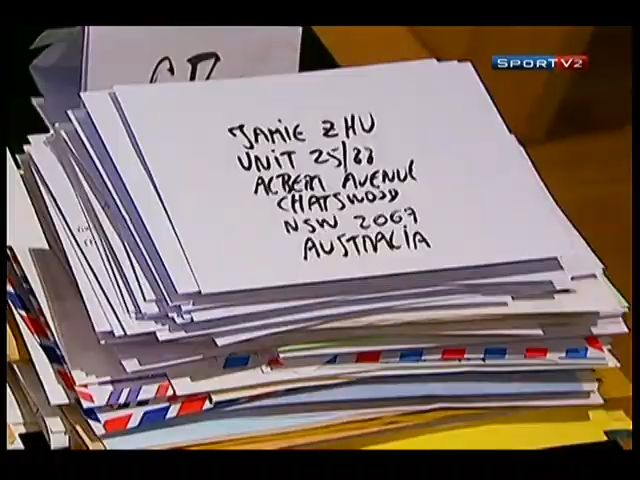 SPORTV2
JAMIE ZHU
UNIT 25/88
ALBERT AVENUE
CHATSWOOD
NSW 2067
AUSTRALIA